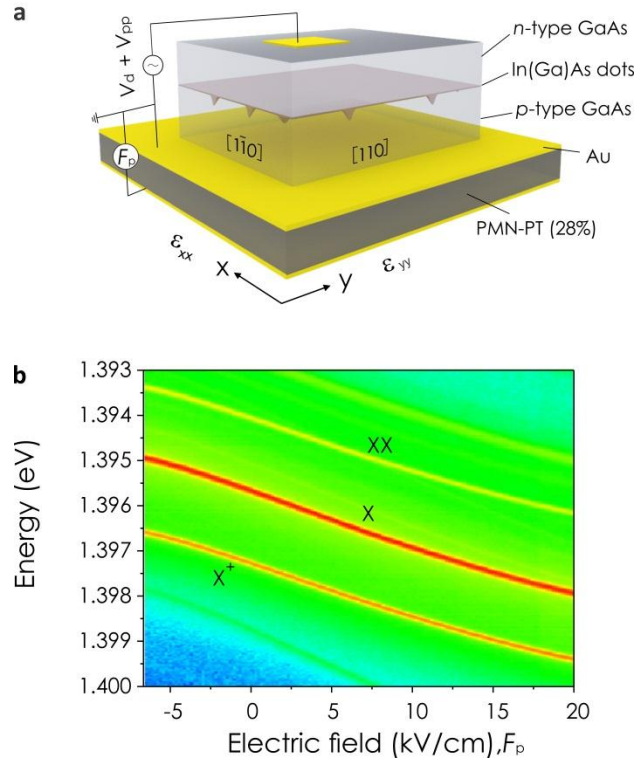 a
V_d + V_pp
~
F_p
n-type GaAs
In(Ga)As dots
p-type GaAs
[11̄0]
[110]
Au
PMN-PT (28%)
ε_xx
x
y
ε_yy
b
Energy (eV)
1.393
1.394
1.395
1.396
1.397
1.398
1.399
1.400
XX
X
X⁺
-5 0 5 10 15 20
Electric field (kV/cm),F_p